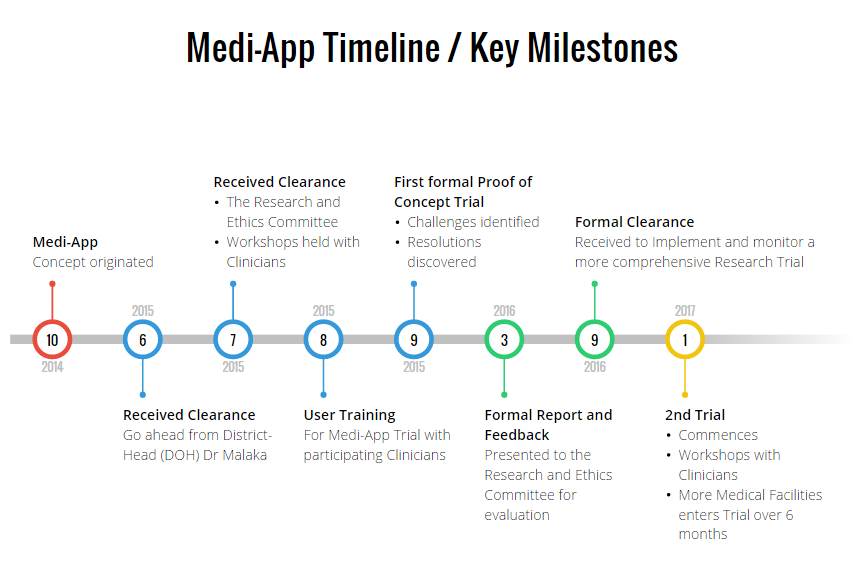 Medi-App Timeline / Key Milestones
Medi-App
Concept originated
10
2014
2015
6
Received Clearance
Go ahead from District-
Head (DOH) Dr Malaka
Received Clearance
• The Research and
Ethics Committee
• Workshops held with
Clinicians
7
2015
2015
8
User Training
For Medi-App Trial with
participating Clinicians
First formal Proof of
Concept Trial
• Challenges identified
• Resolutions
discovered
9
2015
2016
3
Formal Report and
Feedback
Presented to the
Research and Ethics
Committee for
evaluation
Formal Clearance
Received to Implement and monitor a
more comprehensive Research Trial
9
2016
2017
1
2nd Trial
• Commences
• Workshops with
Clinicians
• More Medical Facilities
enters Trial over 6
months